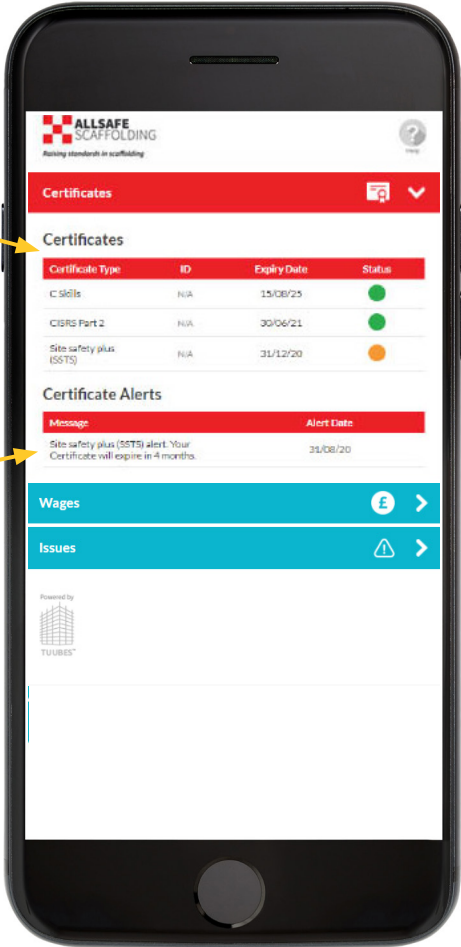 ALLSAFE
SCAFFOLDING
Raising standards in scaffolding
Help
Certificates
Certificates
Certificate Type ID Expiry Date Status
C Skills N/A 15/08/25
CISRS Part 2 N/A 30/06/21
Site safety plus
(SSTS) N/A 31/12/20
Certificate Alerts
Message Alert Date
Site safety plus (SSTS) alert. Your
Certificate will expire in 4 months. 31/08/20
Wages £
Issues
Powered by
TUUBES™